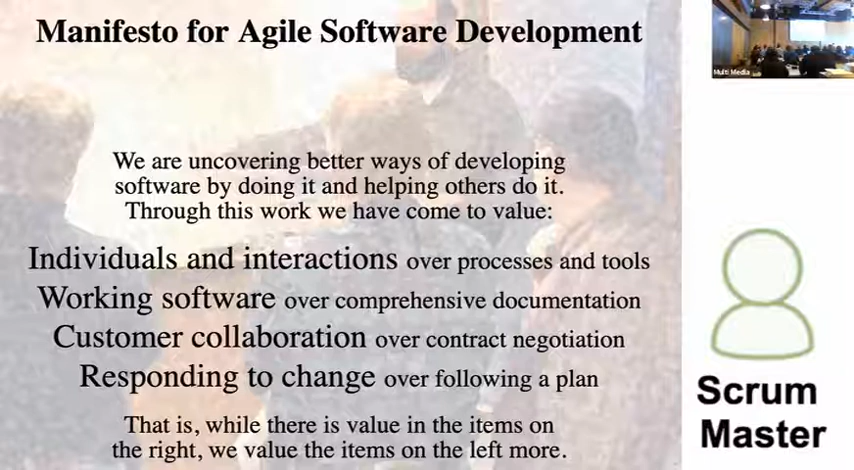 Manifesto for Agile Software Development
We are uncovering better ways of developing
software by doing it and helping others do it.
Through this work we have come to value:
Individuals and interactions over processes and tools
Working software over comprehensive documentation
Customer collaboration over contract negotiation
Responding to change over following a plan
That is, while there is value in the items on
the right, we value the items on the left more.
Multi Media
Scrum
Master